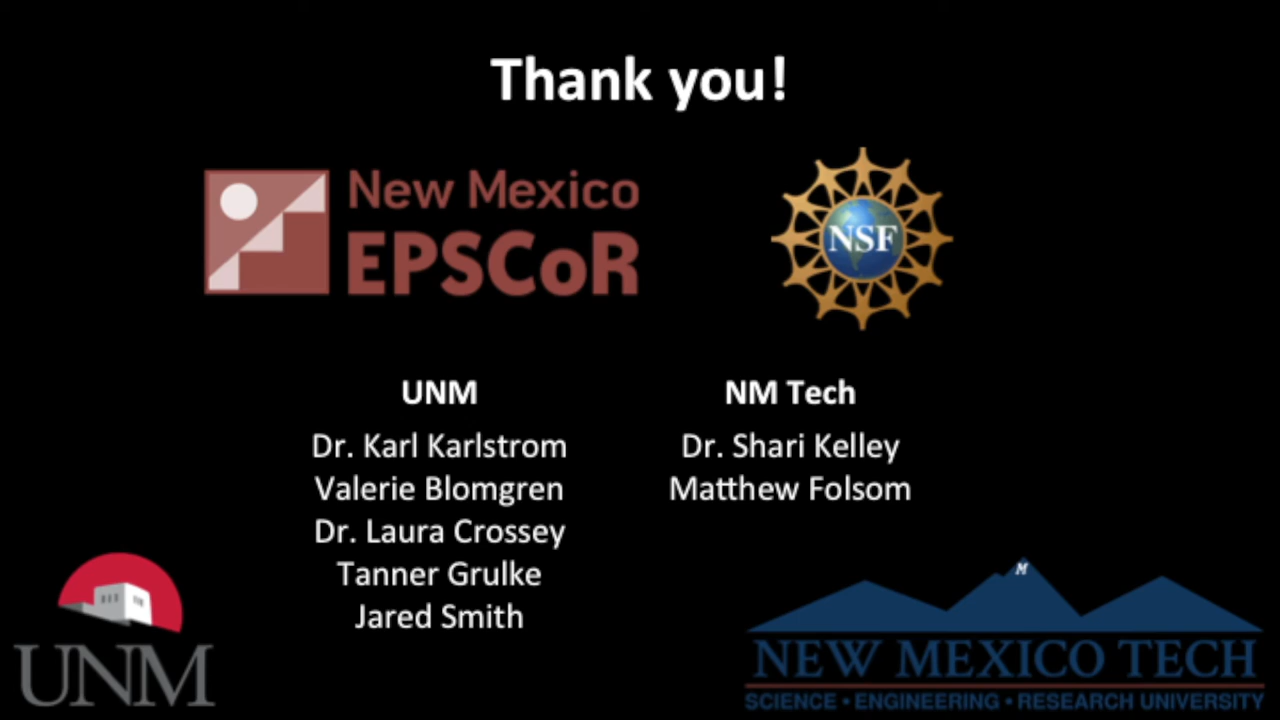 Thank you!
New Mexico
EPSCoR
NSF
UNM
Dr. Karl Karlstrom
Valerie Blomgren
Dr. Laura Crossey
Tanner Grulke
Jared Smith
NM Tech
Dr. Shari Kelley
Matthew Folsom
UNM
M
NEW MEXICO TECH
SCIENCE • ENGINEERING • RESEARCH UNIVERSITY